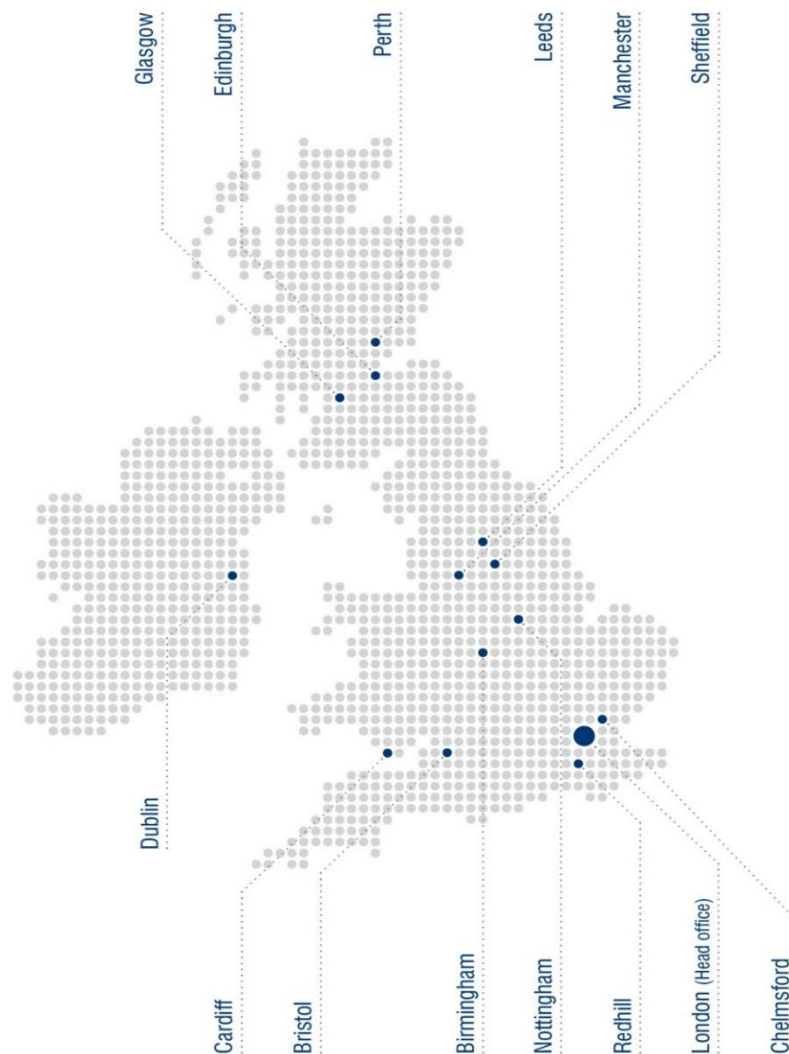 Glasgow
Edinburgh
Perth
Leeds
Manchester
Sheffield
Dublin
Cardiff
Bristol
Birmingham
Nottingham
Redhill
London (Head office)
Chelmsford